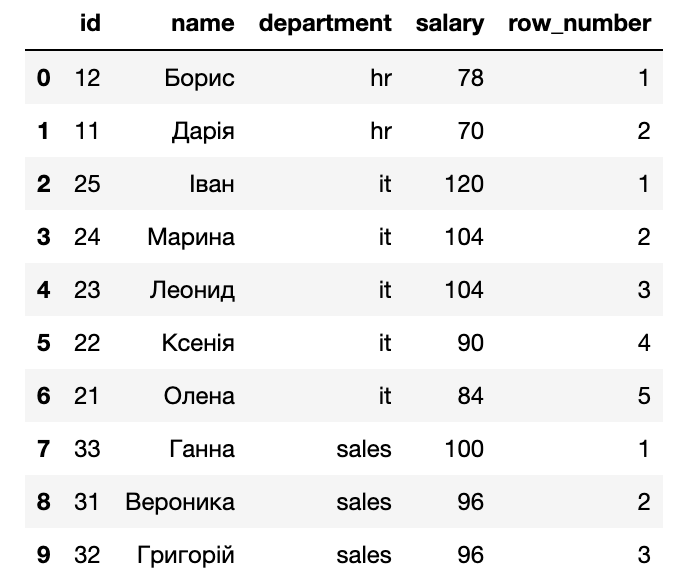 id name department salary row_number
0 12 Борис hr 78 1
1 11 Дарія hr 70 2
2 25 Іван it 120 1
3 24 Марина it 104 2
4 23 Леонид it 104 3
5 22 Ксенія it 90 4
6 21 Олена it 84 5
7 33 Ганна sales 100 1
8 31 Вероника sales 96 2
9 32 Григорій sales 96 3